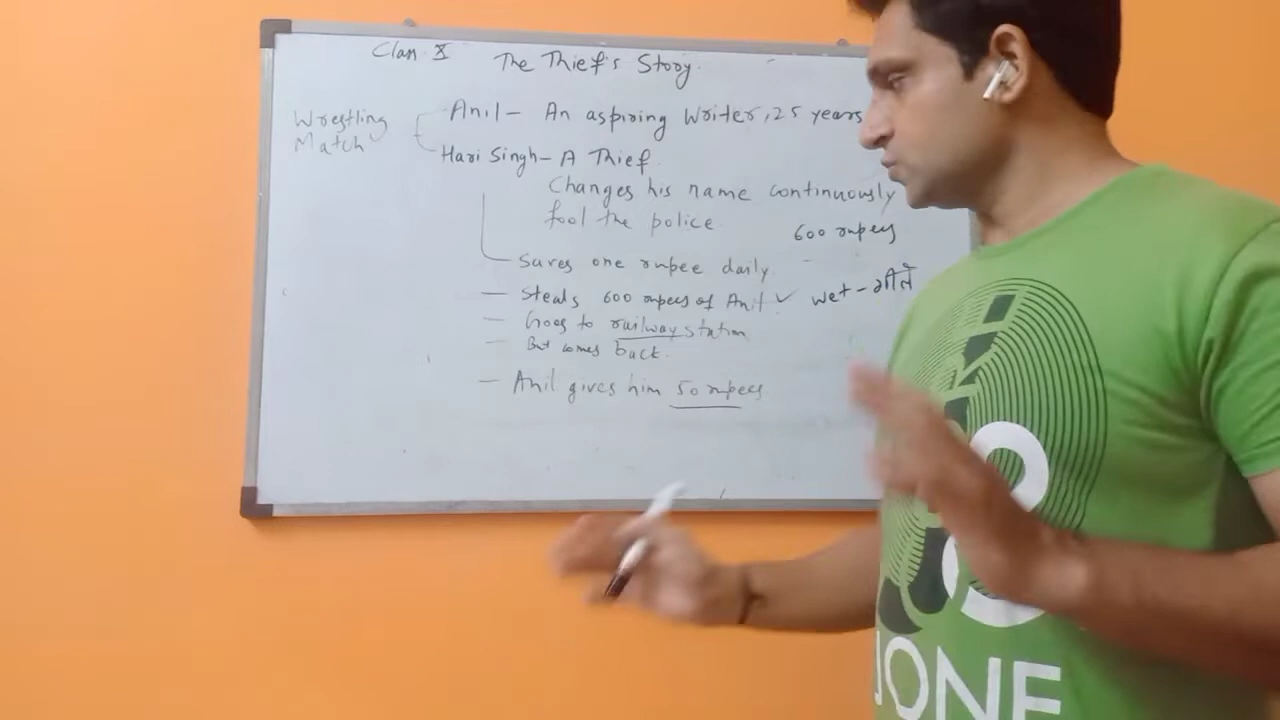 Class X The Thief's Story.
Wrestling Match
Anil - An aspiring Writer, 25 years
Hari Singh - A Thief.
Changes his name continuously
fool the police.
600 rupees
Saves one rupee daily.
— Steals 600 rupees of Anil ✓ wet - गीले
— Goes to railway station
— But comes back.
— Anil gives him 50 rupees
IONE